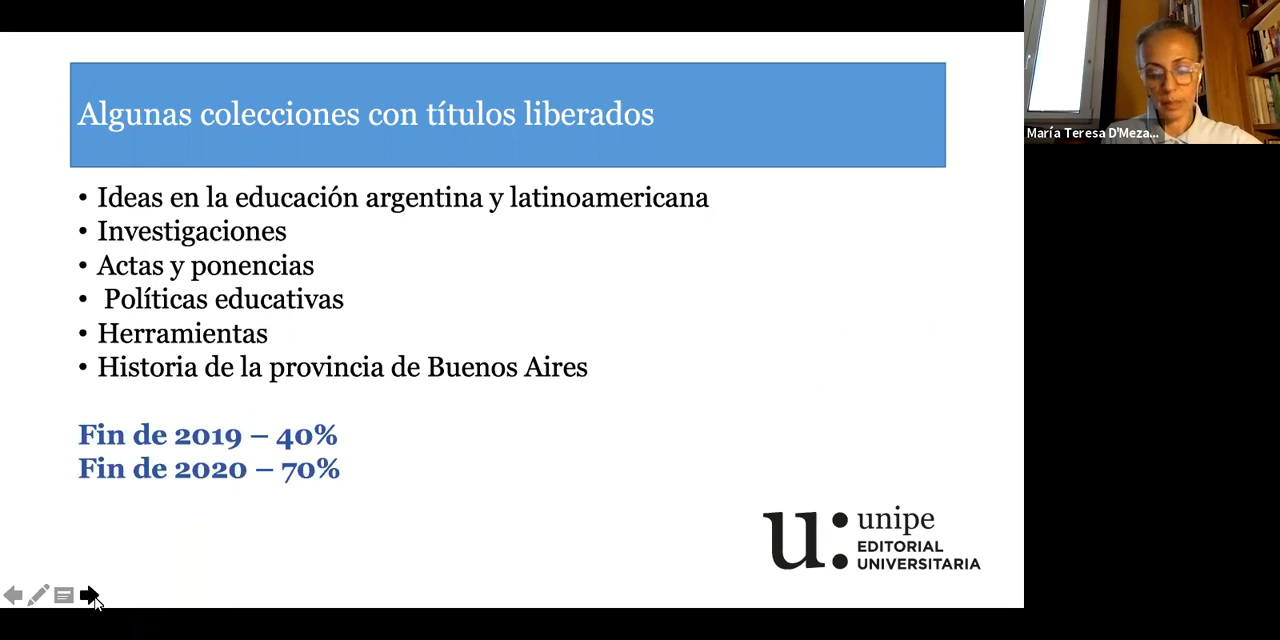 Algunas colecciones con títulos liberados
• Ideas en la educación argentina y latinoamericana
• Investigaciones
• Actas y ponencias
• Políticas educativas
• Herramientas
• Historia de la provincia de Buenos Aires
Fin de 2019 – 40%
Fin de 2020 – 70%
u: unipe
EDITORIAL
UNIVERSITARIA
María Teresa D'Meza...